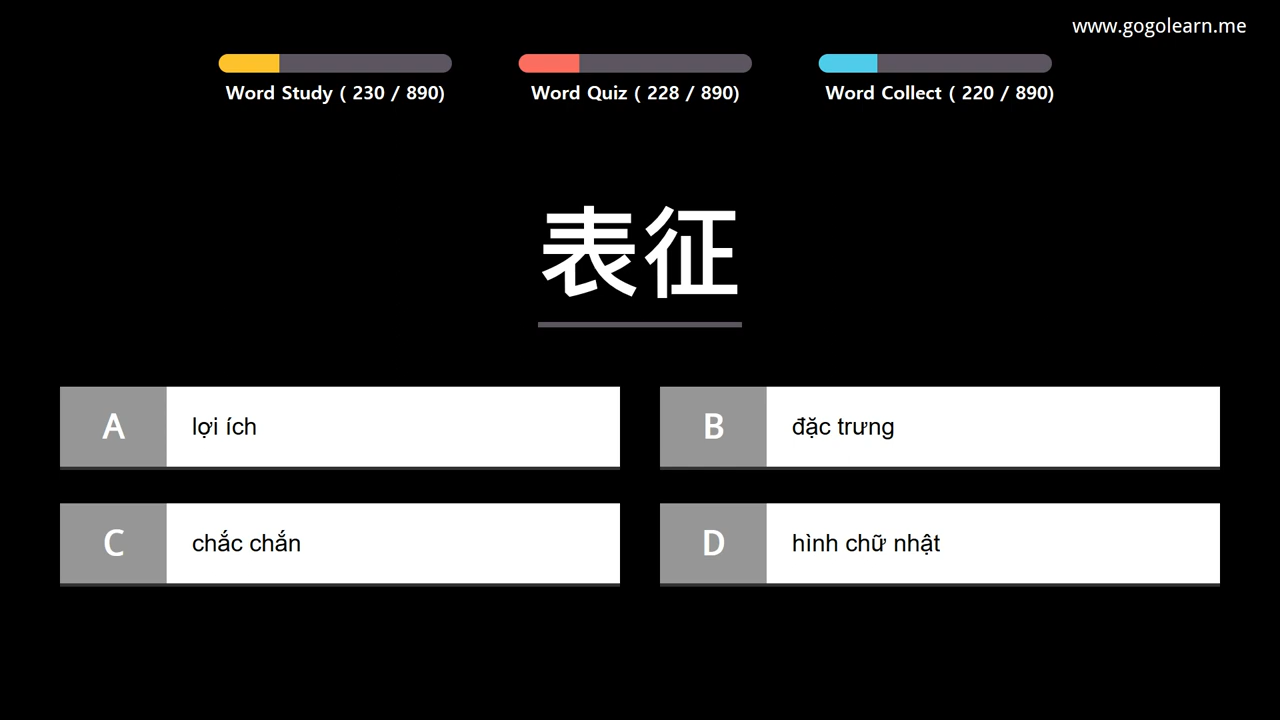 www.gogolearn.me
Word Study ( 230 / 890)
Word Quiz ( 228 / 890)
Word Collect ( 220 / 890)
表征
A lợi ích
B đặc trưng
C chắc chắn
D hình chữ nhật